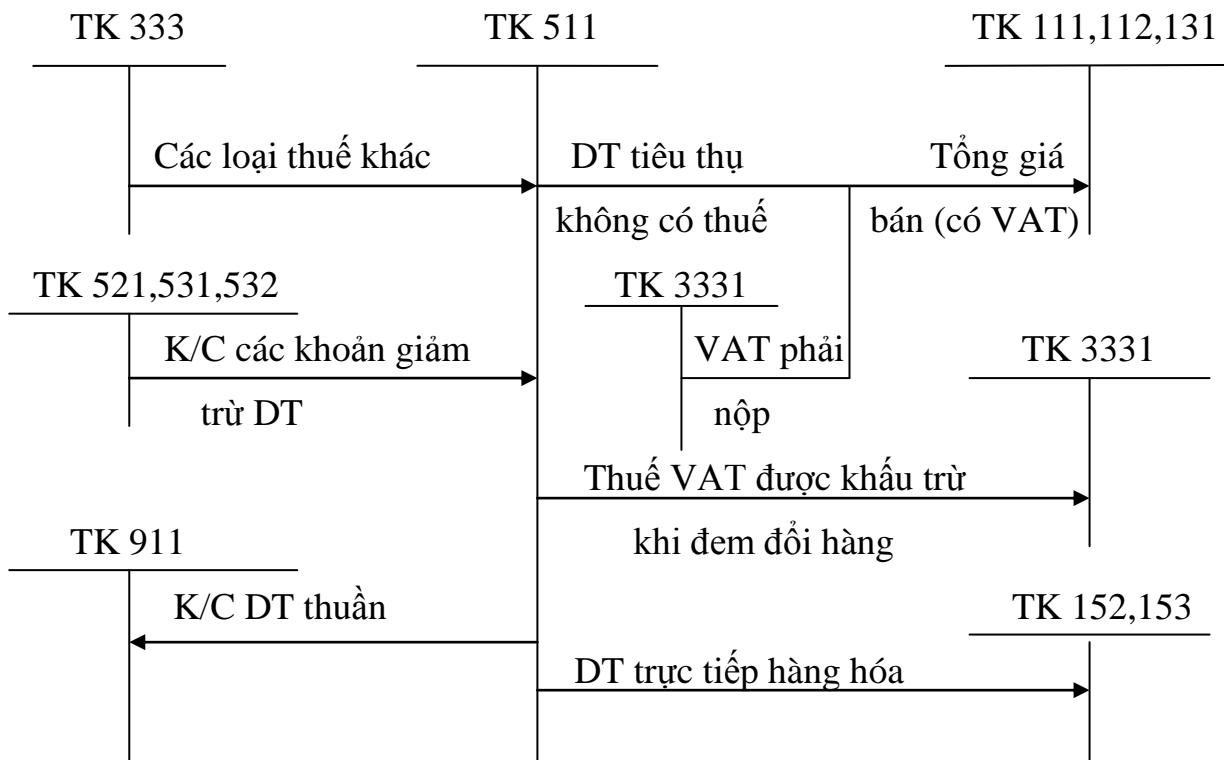 TK 333 TK 511 TK 111,112,131
Các loại thuế khác DT tiêu thụ Tổng giá
không có thuế bán (có VAT)
TK 521,531,532 TK 3331
K/C các khoản giảm VAT phải TK 3331
trừ DT nộp
Thuế VAT được khấu trừ
TK 911 khi đem đổi hàng
K/C DT thuần TK 152,153
DT trực tiếp hàng hóa